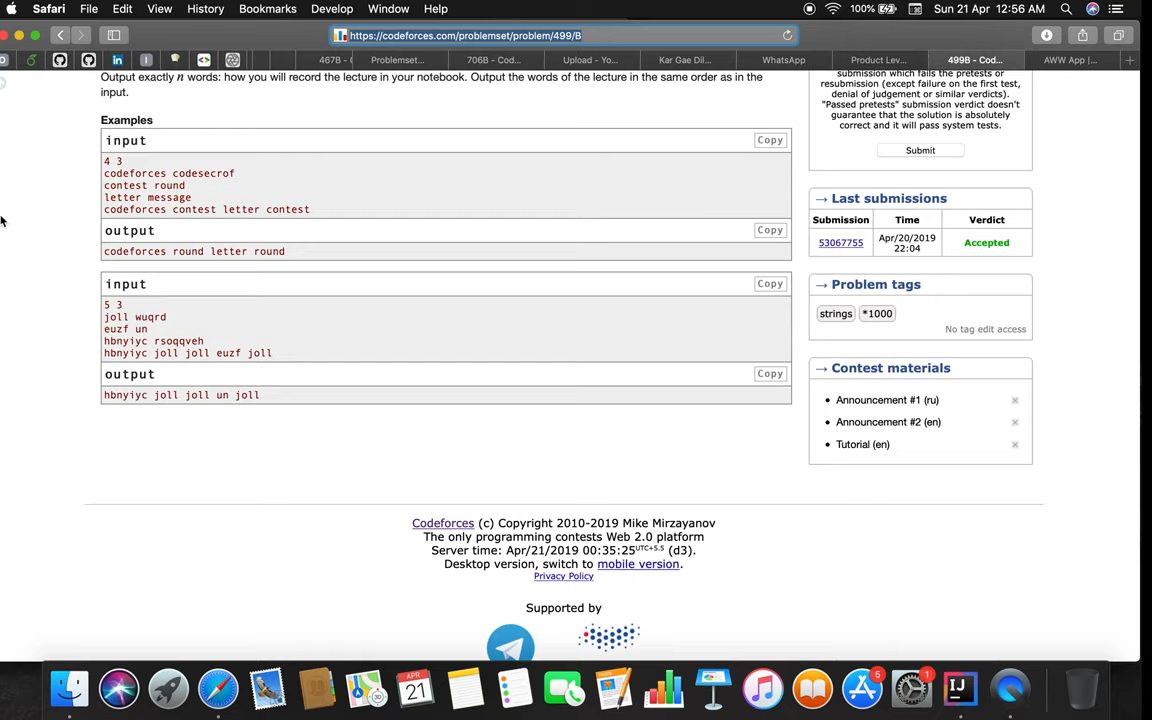 Safari File Edit View History Bookmarks Develop Window Help 100% Sun 21 Apr 12:56 AM
https://codeforces.com/problemset/problem/499/B
467B - ( Problemset... 706B - Cod... Upload - Yo... Kar Gae Dil... WhatsApp Product Lev... 499B - Cod... AWW App |...
Output exactly n words: how you will record the lecture in your notebook. Output the words of the lecture in the same order as in the
input.
Examples
input
Copy
4 3
codeforces codesecrof
contest round
letter message
codeforces contest letter contest
output
Copy
codeforces round letter round
input
Copy
5 3
joll wuqrd
euzf un
hbnyiyc rsoqqveh
hbnyiyc joll joll euzf joll
output
Copy
hbnyiyc joll joll un joll
submission which fails the pretests or
resubmission (except failure on the first test,
denial of judgement or similar verdicts).
"Passed pretests" submission verdict doesn't
guarantee that the solution is absolutely
correct and it will pass system tests.
Submit
→ Last submissions
Submission Time Verdict
53067755 Apr/20/2019 22:04 Accepted
→ Problem tags
strings *1000
No tag edit access
→ Contest materials
Announcement #1 (ru)
Announcement #2 (en)
Tutorial (en)
Codeforces (c) Copyright 2010-2019 Mike Mirzayanov
The only programming contests Web 2.0 platform
Server time: Apr/21/2019 00:35:25 UTC+5.5 (d3).
Desktop version, switch to mobile version.
Privacy Policy
Supported by
APR
21
5
1
IJ